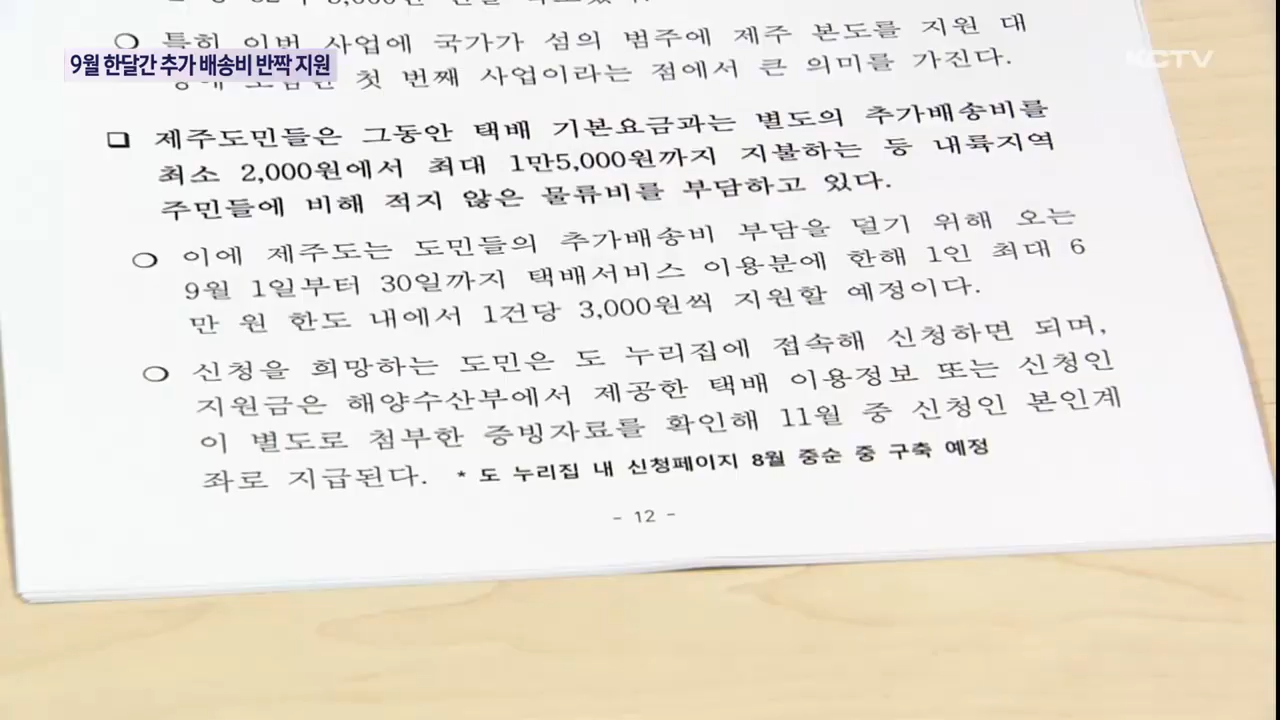 9월 한달간 추가 배송비 반짝 지원
KCTV
❍ 특히 이번 사업에 국가가 섬의 범주에 제주 본도를 지원 대
첫 번째 사업이라는 점에서 큰 의미를 가진다.
❑ 제주도민들은 그동안 택배 기본요금과는 별도의 추가배송비를
최소 2,000원에서 최대 1만5,000원까지 지불하는 등 내륙지역
주민들에 비해 적지 않은 물류비를 부담하고 있다.
❍ 이에 제주도는 도민들의 추가배송비 부담을 덜기 위해 오는
9월 1일부터 30일까지 택배서비스 이용분에 한해 1인 최대 6
만 원 한도 내에서 1건당 3,000원씩 지원할 예정이다.
❍ 신청을 희망하는 도민은 도 누리집에 접속해 신청하면 되며,
지원금은 해양수산부에서 제공한 택배 이용정보 또는 신청인
이 별도로 첨부한 증빙자료를 확인해 11월 중 신청인 본인계
좌로 지급된다. * 도 누리집 내 신청페이지 8월 중순 중 구축 예정
- 12 -